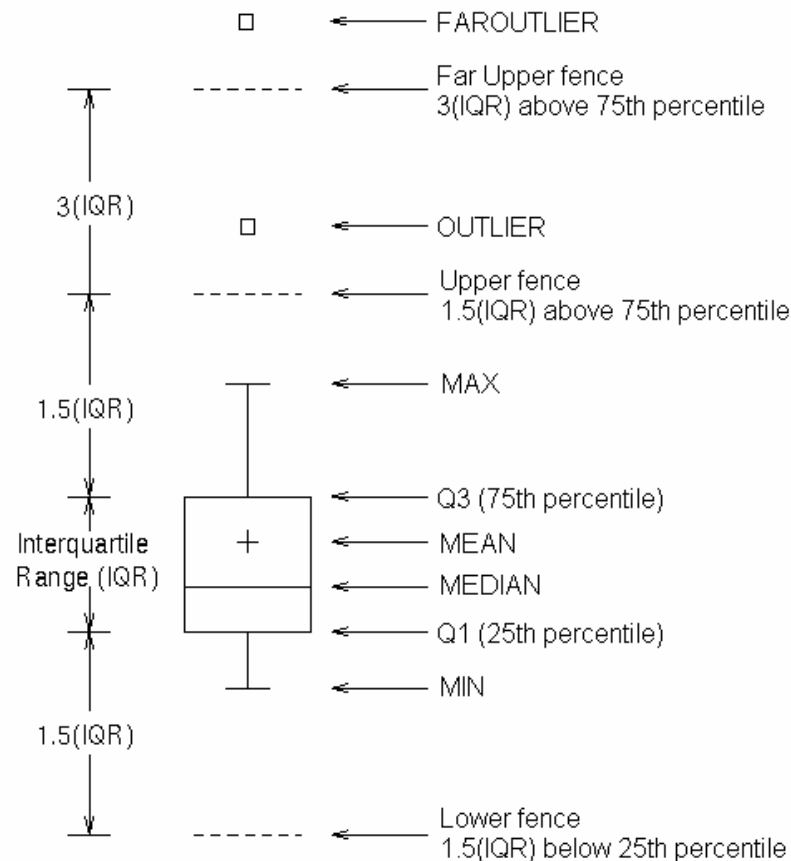 FAROUTLIER
Far Upper fence
3(IQR) above 75th percentile
3(IQR)
OUTLIER
Upper fence
1.5(IQR) above 75th percentile
MAX
1.5(IQR)
Q3 (75th percentile)
Interquartile
Range (IQR)
MEAN
MEDIAN
Q1 (25th percentile)
MIN
1.5(IQR)
Lower fence
1.5(IQR) below 25th percentile